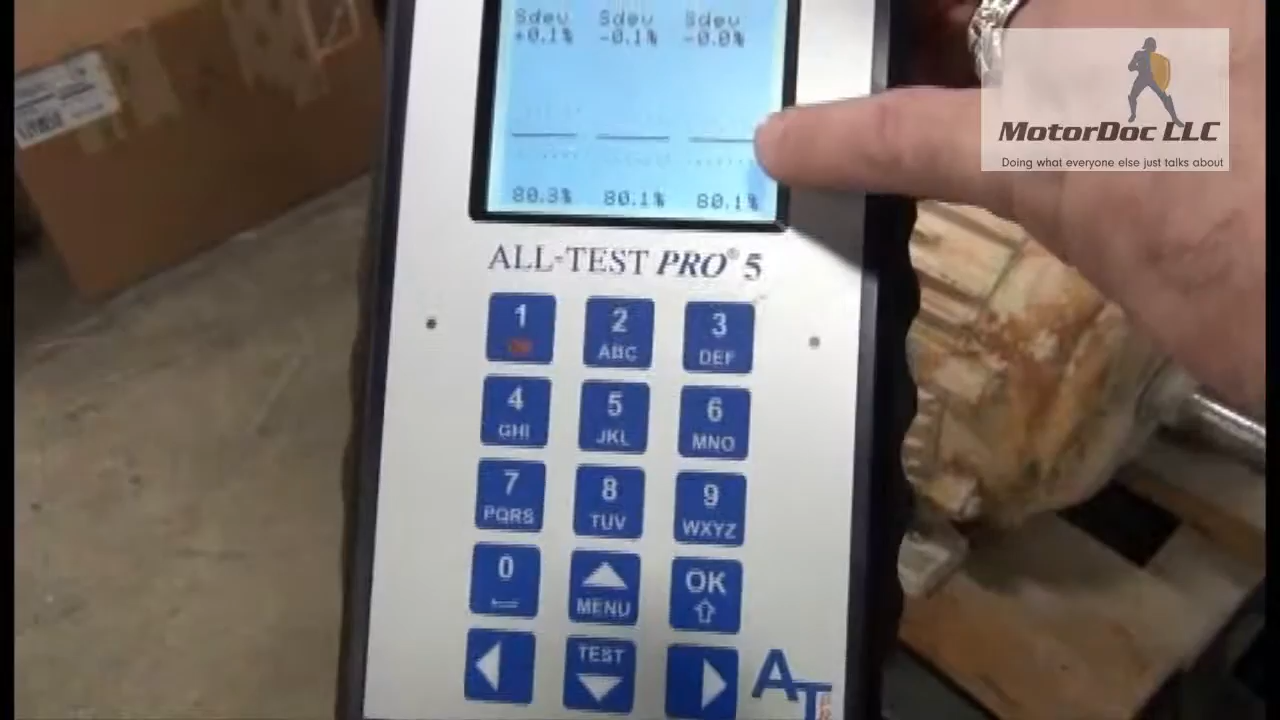 Sdev Sdev Sdev
+0.1% -0.1% -0.0%
80.3% 80.1% 80.1%
ALL-TEST PRO® 5
1 2 3
ABC DEF
4 5 6
GHI JKL MNO
7 8 9
PQRS TUV WXYZ
0 OK
MENU
TEST
AT
MotorDoc LLC
Doing what everyone else just talks about